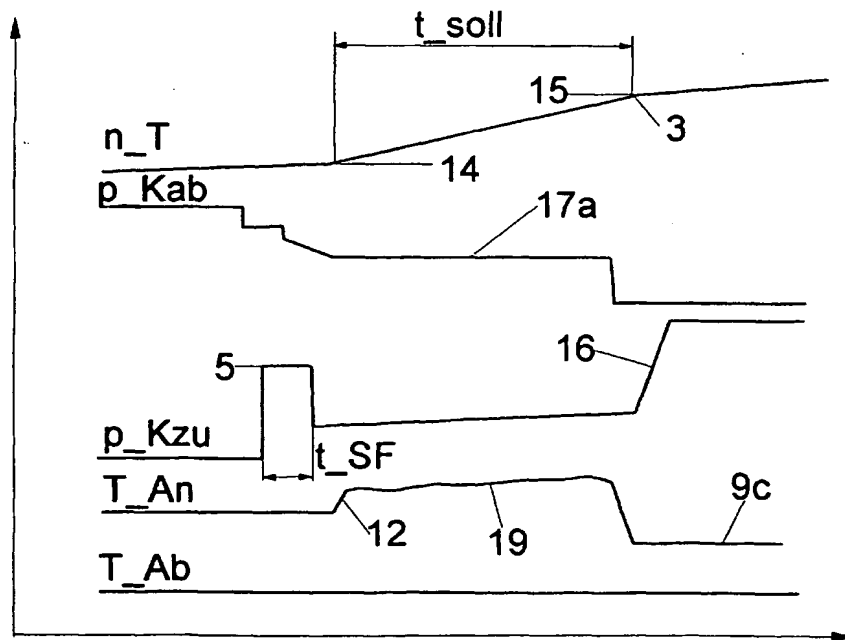 t_soll
15
3
n_T
14
p_Kab
17a
16
5
p_Kzu
t_SF
T_An
9c
12
19
T_Ab